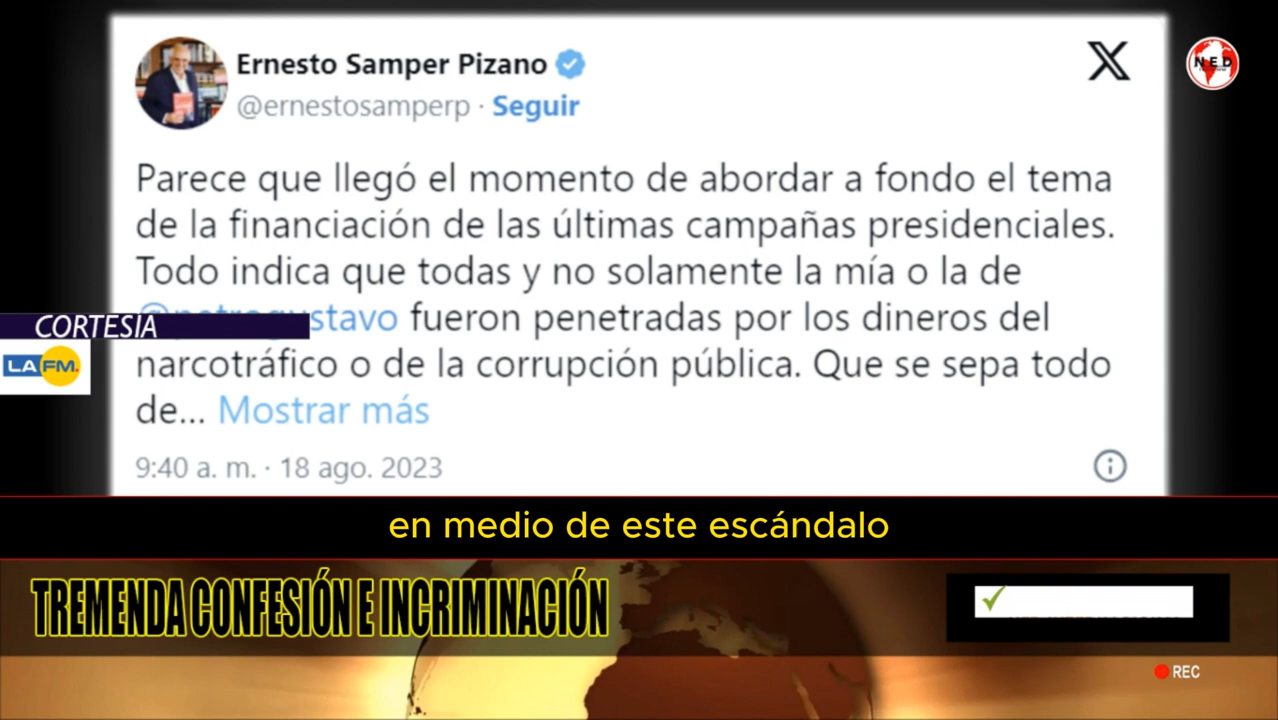 Ernesto Samper Pizano
@ernestosamperp · Seguir
X
NED
Parece que llegó el momento de abordar a fondo el tema
de la financiación de las últimas campañas presidenciales.
Todo indica que todas y no solamente la mía o la de
@petrogustavo fueron penetradas por los dineros del
narcotráfico o de la corrupción pública. Que se sepa todo
de... Mostrar más
9:40 a. m. · 18 ago. 2023
CORTESÍA
LA FM.
en medio de este escándalo
TREMENDA CONFESIÓN E INCRIMINACIÓN
REC